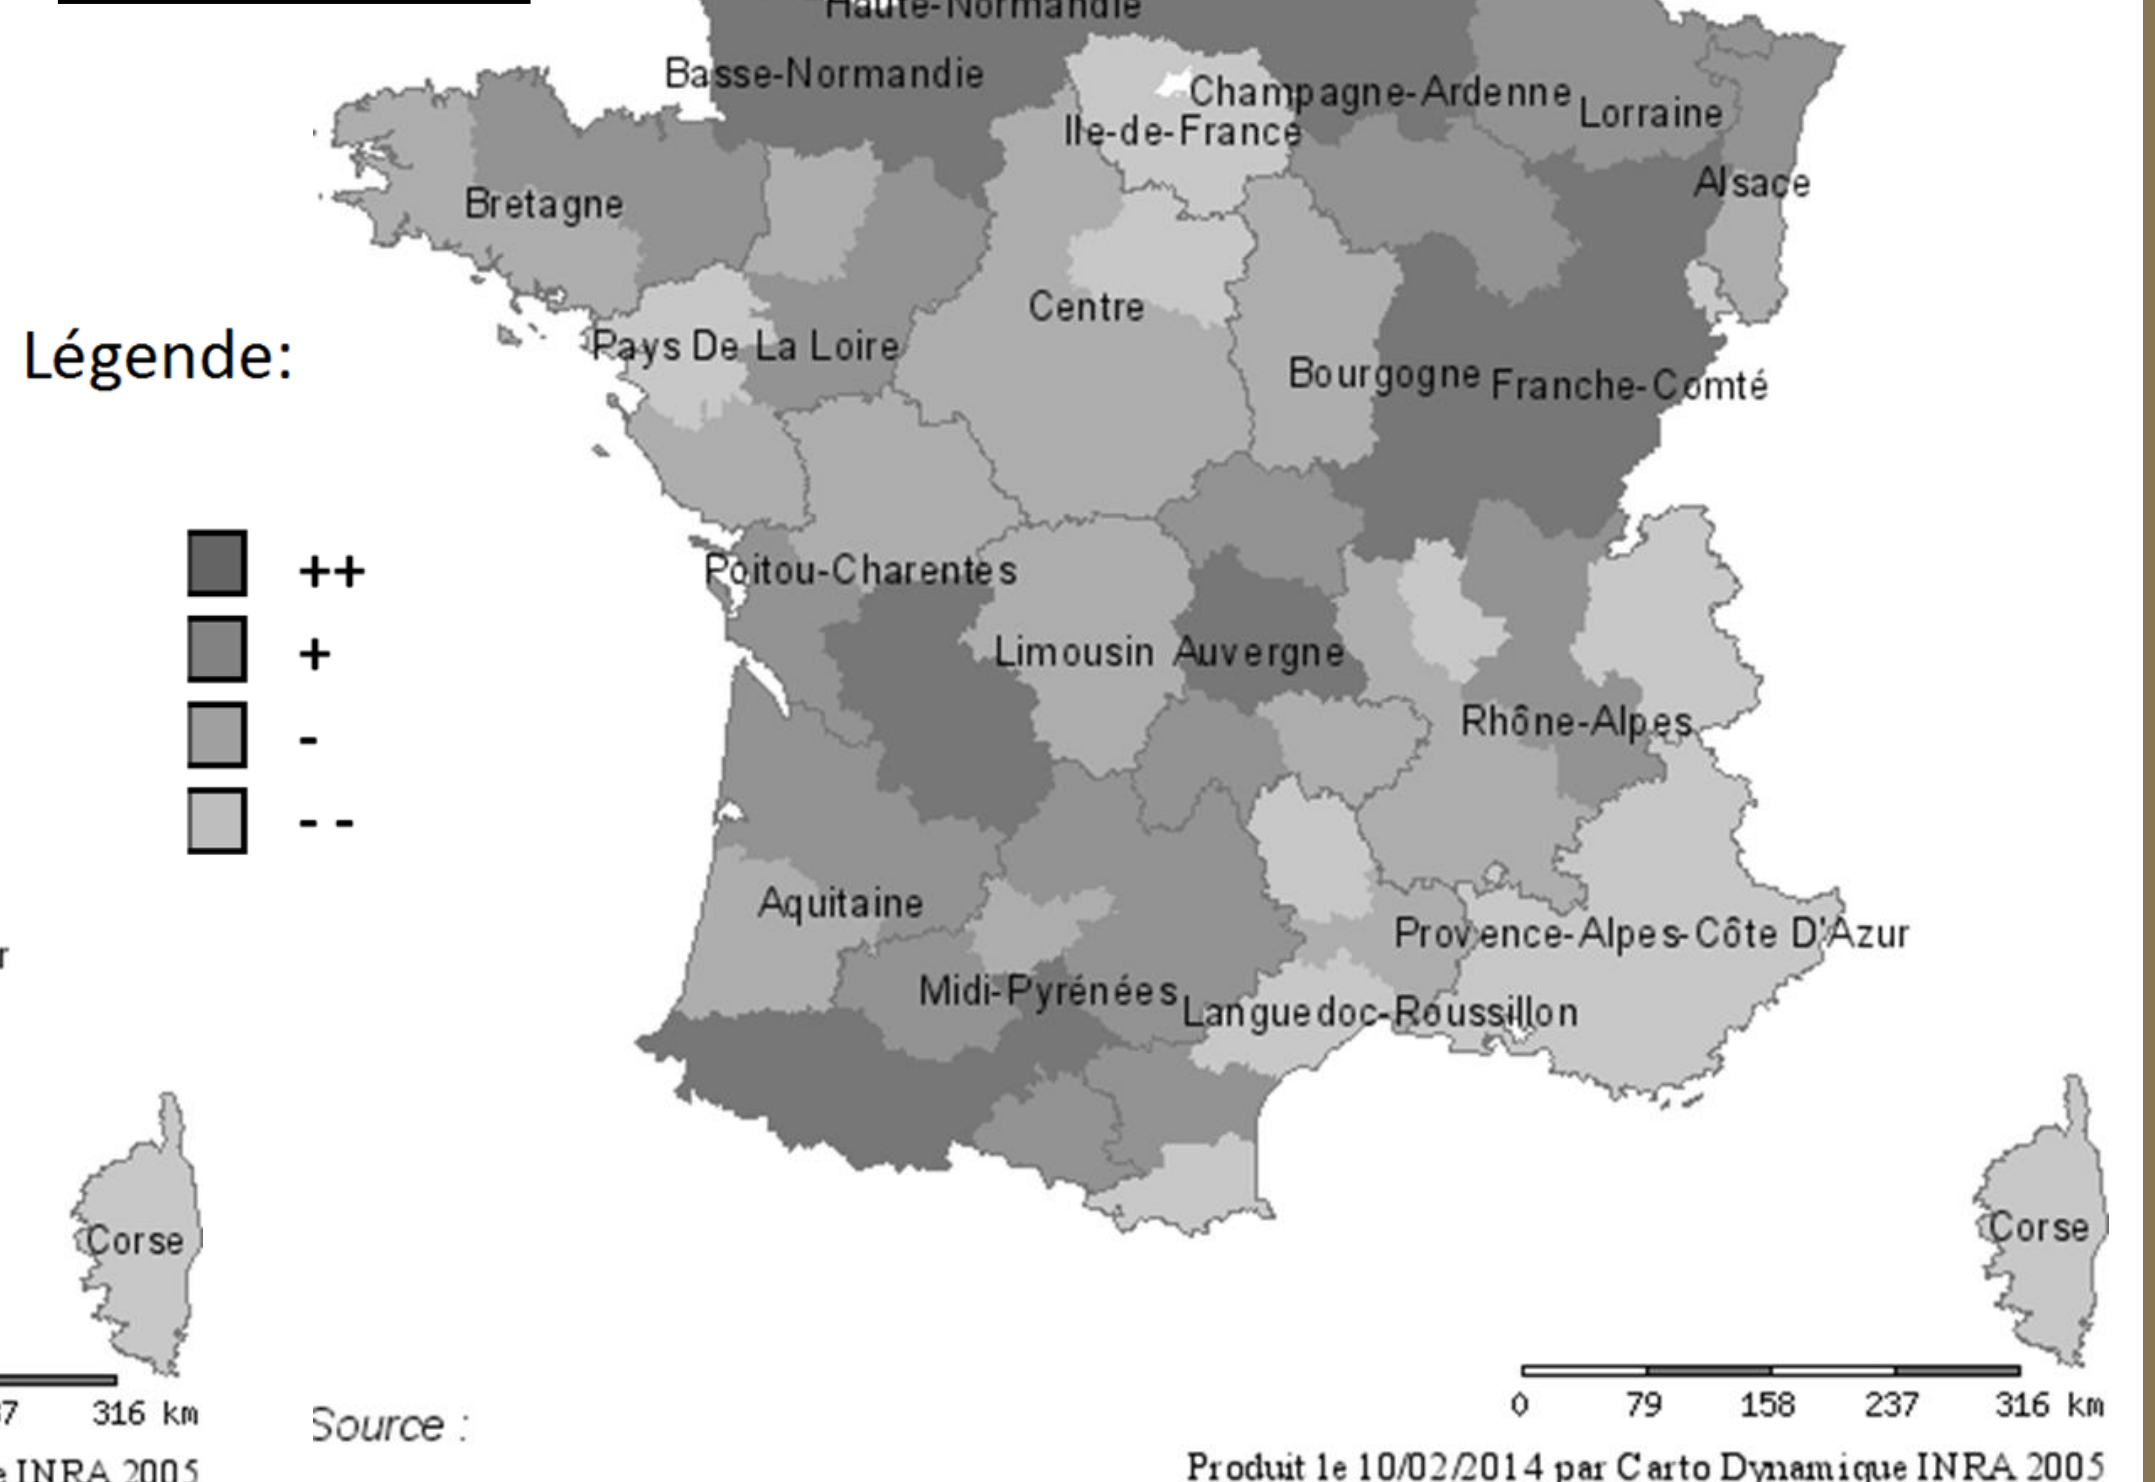 Haute-Normandie
Basse-Normandie
Champagne-Ardenne
Lorraine
Ile-de-France
Alsace
Bretagne
Centre
Légende:
Pays De La Loire
Bourgogne
Franche-Comté
++
+
-
- -
Poitou-Charentes
Limousin
Auvergne
Rhône-Alpes
Aquitaine
Provence-Alpes-Côte D'Azur
Midi-Pyrénées
Languedoc-Roussillon
Corse
Corse
316 km
0 79 158 237 316 km
Source :
Produit le 10/02/2014 par Carto Dynamique INRA 2005
INRA 2005